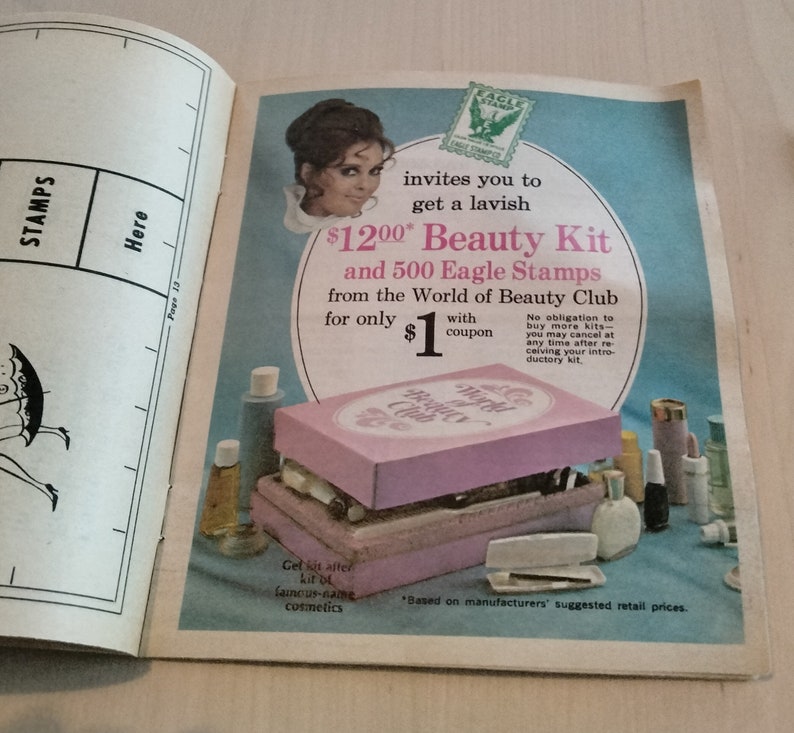 STAMPS
Here
Page 13
EAGLE
STAMP
EAGLE STAMP CO.
invites you to
get a lavish
$12.00* Beauty Kit
and 500 Eagle Stamps
from the World of Beauty Club
for only $1 with
coupon
No obligation to
buy more kits—
you may cancel at
any time after re-
ceiving your intro-
ductory kit.
World
of
Beauty
Club
Get kit after
kit of
famous-name
cosmetics
*Based on manufacturers' suggested retail prices.